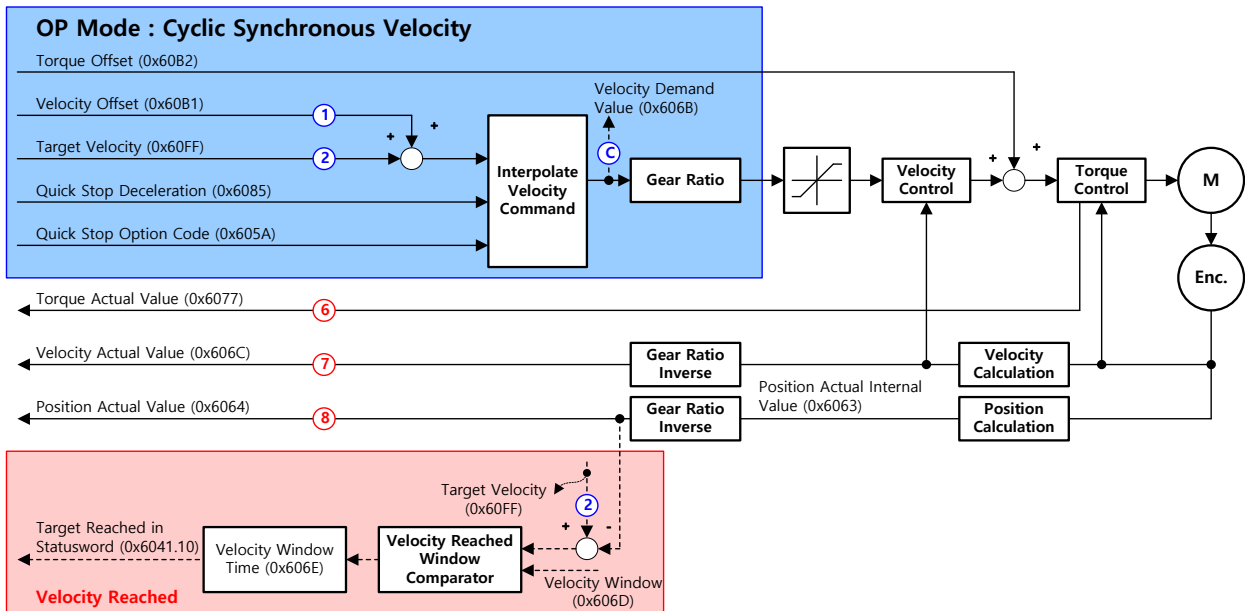 OP Mode : Cyclic Synchronous Velocity
Torque Offset (0x60B2)
Velocity Offset (0x60B1)
1
+
Velocity Demand
Value (0x606B)
Target Velocity (0x60FF)
2
+
C
Interpolate
Velocity
Command
Gear Ratio
Velocity
Control
+
+
Torque
Control
M
Quick Stop Deceleration (0x6085)
Quick Stop Option Code (0x605A)
Enc.
Torque Actual Value (0x6077)
6
Velocity Actual Value (0x606C)
7
Gear Ratio
Inverse
Velocity
Calculation
Position Actual Internal
Value (0x6063)
Position Actual Value (0x6064)
8
Gear Ratio
Inverse
Position
Calculation
Target Velocity
(0x60FF)
2
+
-
Target Reached in
Statusword (0x6041.10)
Velocity Window
Time (0x606E)
Velocity Reached
Window
Comparator
Velocity Window
(0x606D)
Velocity Reached